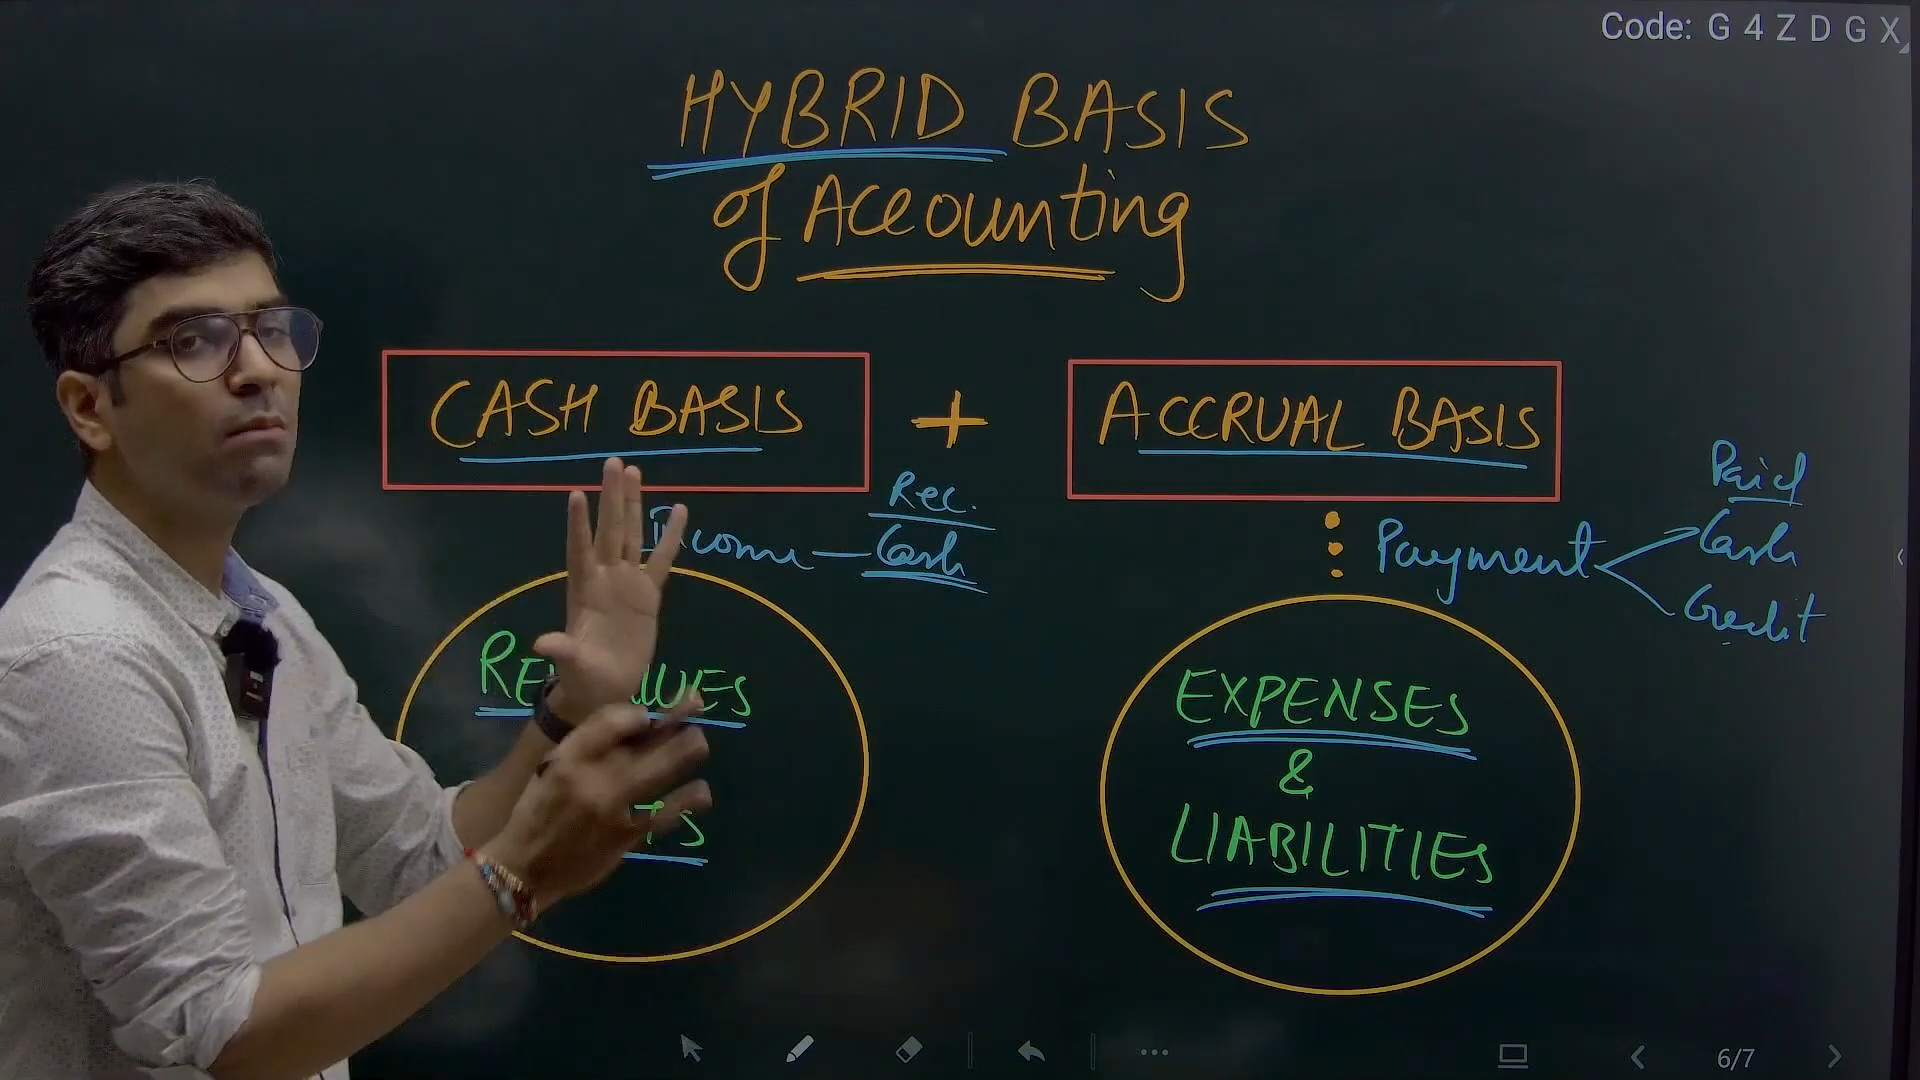 Code: G 4 Z D G X
HYBRID BASIS
of Accounting
CASH BASIS + ACCRUAL BASIS
Rec.
Income — Cash
Paid
Payment
Cash
Credit
EXPENSES
&
LIABILITIES
6/7